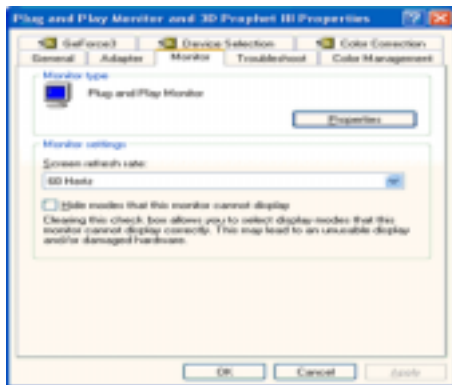 Plug and Play Monitor and 3D Prophet III Properties
GeForce3 Device Selection Color Correction
General Adapter Monitor Troubleshoot Color Management
Monitor type
Plug and Play Monitor
Properties
Monitor settings
Screen refresh rate:
60 Hertz
Hide modes that this monitor cannot display
Clearing this check box allows you to select display modes that this
monitor cannot display correctly. This may lead to an unusable display
and/or damaged hardware.
OK Cancel Apply